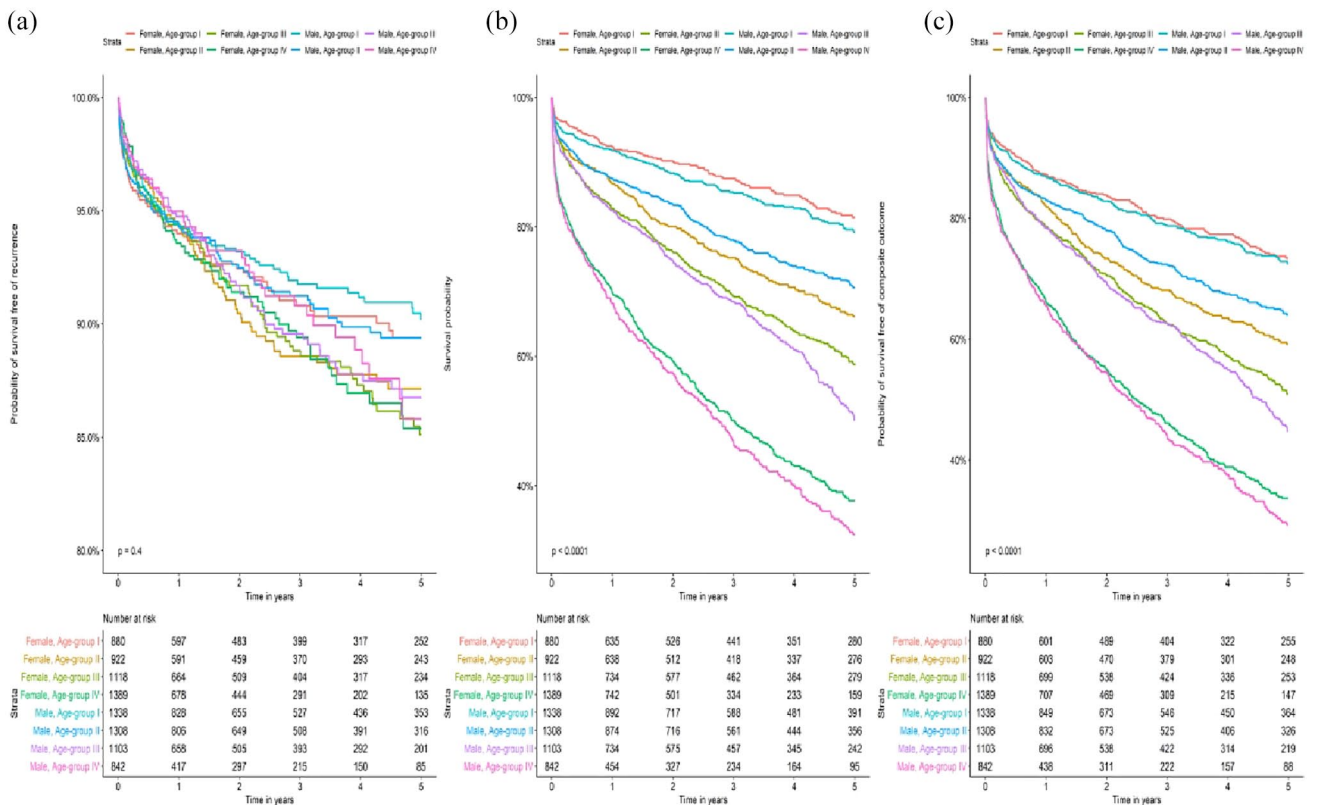 (a)
Strata
Female, Age-group I Female, Age-group III Male, Age-group I Male, Age-group III
Female, Age-group II Female, Age-group IV Male, Age-group II Male, Age-group IV
Probability of survival free of recurrence
100.0%
95.0%
90.0%
85.0%
80.0%
p = 0.4
0 1 2 3 4 5
Time in years
Number at risk
Strata
Female, Age-group I 880 597 483 399 317 252
Female, Age-group II 922 591 459 370 293 243
Female, Age-group III 1118 664 509 404 317 234
Female, Age-group IV 1389 678 444 291 202 135
Male, Age-group I 1338 828 655 527 436 353
Male, Age-group II 1308 806 649 508 391 316
Male, Age-group III 1103 658 505 393 292 201
Male, Age-group IV 842 417 297 215 150 85
0 1 2 3 4 5
Time in years
(b)
Strata
Female, Age-group I Female, Age-group III Male, Age-group I Male, Age-group III
Female, Age-group II Female, Age-group IV Male, Age-group II Male, Age-group IV
Survival probability
100%
80%
60%
40%
p < 0.0001
0 1 2 3 4 5
Time in years
Number at risk
Strata
Female, Age-group I 880 635 526 441 351 280
Female, Age-group II 922 638 512 418 337 276
Female, Age-group III 1118 734 577 462 364 279
Female, Age-group IV 1389 742 501 334 233 159
Male, Age-group I 1338 892 717 588 481 391
Male, Age-group II 1308 874 716 561 444 356
Male, Age-group III 1103 734 575 457 345 242
Male, Age-group IV 842 454 327 234 164 95
0 1 2 3 4 5
Time in years
(c)
Strata
Female, Age-group I Female, Age-group III Male, Age-group I Male, Age-group III
Female, Age-group II Female, Age-group IV Male, Age-group II Male, Age-group IV
Probability of survival free of composite outcome
100%
80%
60%
40%
p < 0.0001
0 1 2 3 4 5
Time in years
Number at risk
Strata
Female, Age-group I 880 601 489 404 322 255
Female, Age-group II 922 603 470 379 301 248
Female, Age-group III 1118 699 538 424 336 253
Female, Age-group IV 1389 707 469 309 215 147
Male, Age-group I 1338 849 673 546 450 364
Male, Age-group II 1308 832 673 525 406 326
Male, Age-group III 1103 696 538 422 314 219
Male, Age-group IV 842 438 311 222 157 88
0 1 2 3 4 5
Time in years